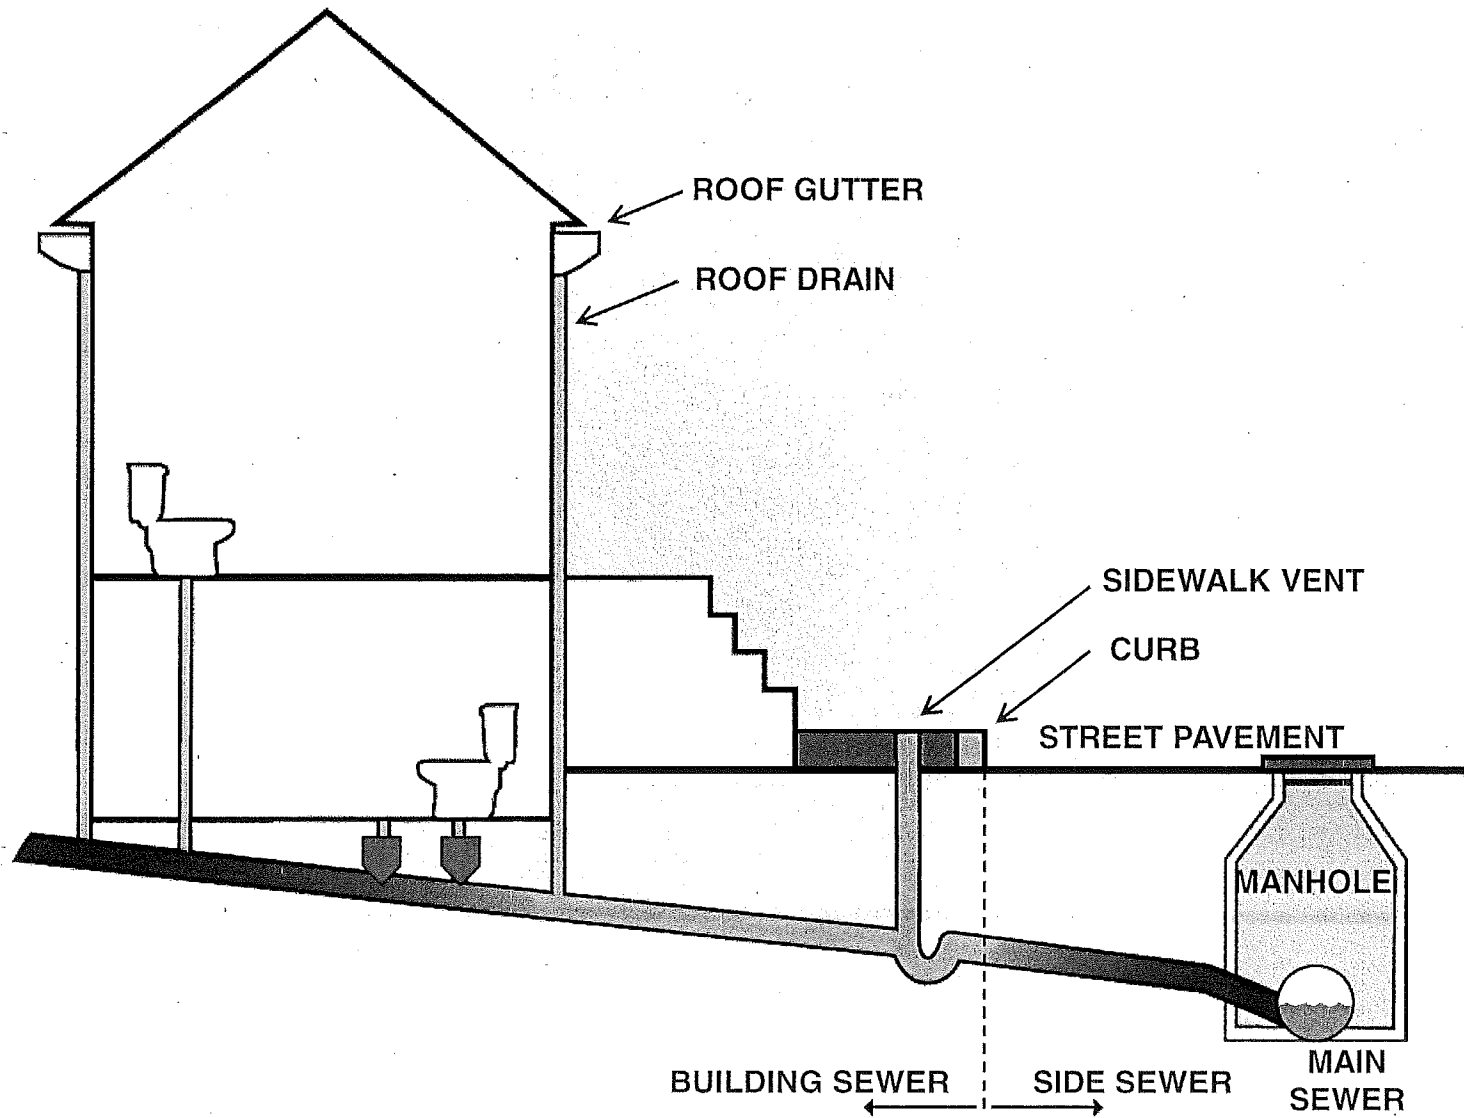 ROOF GUTTER
ROOF DRAIN
SIDEWALK VENT
CURB
STREET PAVEMENT
MANHOLE
BUILDING SEWER
SIDE SEWER
MAIN
SEWER